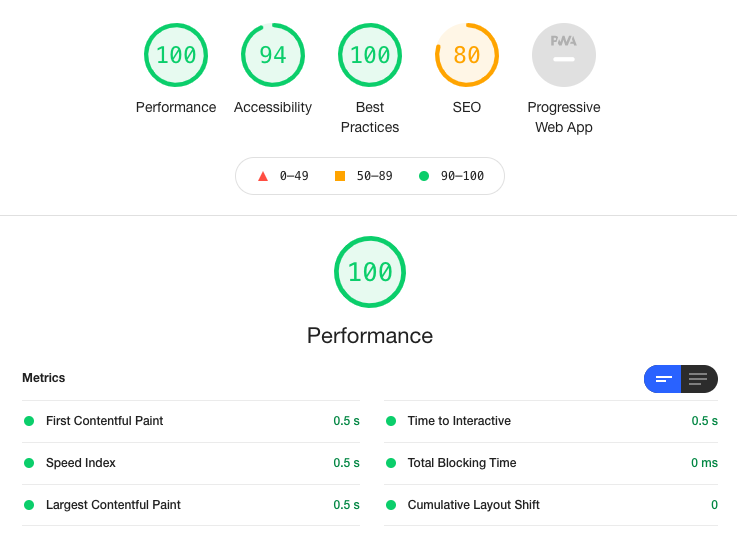 100 94 100 80 PWA
Performance Accessibility Best Practices SEO Progressive Web App
0–49 50–89 90–100
100
Performance
Metrics
First Contentful Paint 0.5 s
Time to Interactive 0.5 s
Speed Index 0.5 s
Total Blocking Time 0 ms
Largest Contentful Paint 0.5 s
Cumulative Layout Shift 0